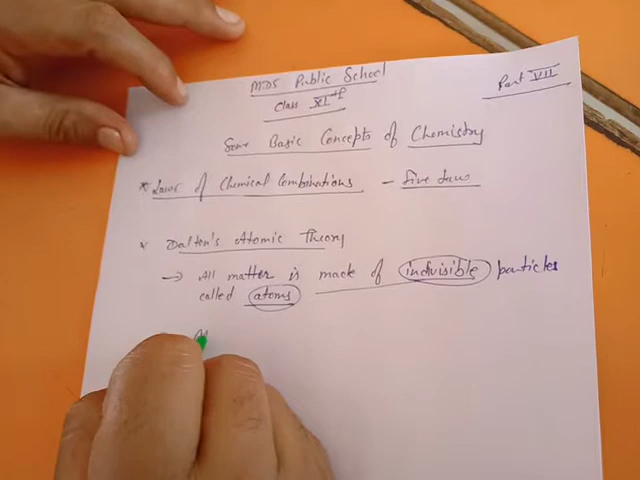 MDS Public School
Part VII
Class XIth
Some Basic Concepts of Chemistry
* Laws of Chemical Combinations - five laws
* Dalton's Atomic Theory
→ All matter is made of indivisible particles
called atoms